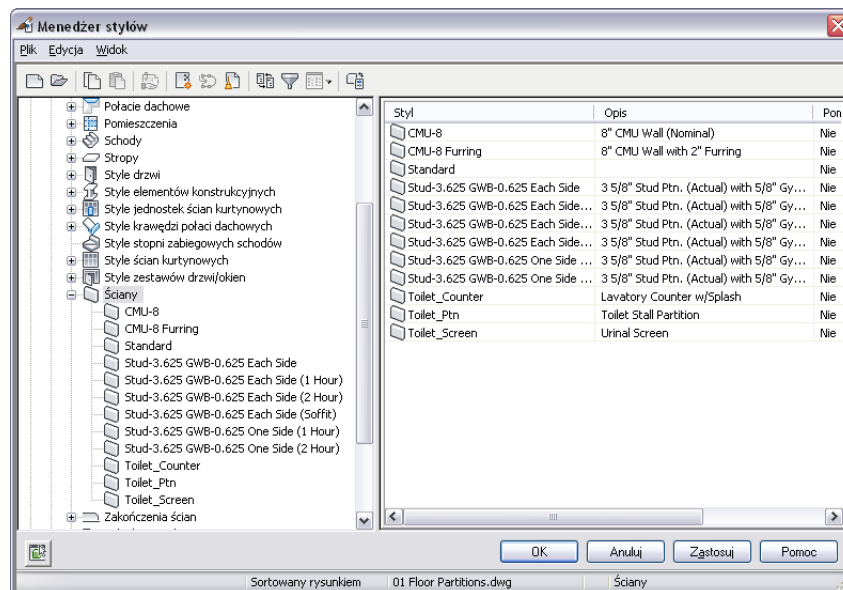 Menedżer stylów
Plik Edycja Widok
Połacie dachowe
Pomieszczenia
Schody
Stropy
Style drzwi
Style elementów konstrukcyjnych
Style jednostek ścian kurtynowych
Style krawędzi połaci dachowych
Style stopni zabiegowych schodów
Style ścian kurtynowych
Style zestawów drzwi/okien
Ściany
CMU-8
CMU-8 Furring
Standard
Stud-3.625 GWB-0.625 Each Side
Stud-3.625 GWB-0.625 Each Side (1 Hour)
Stud-3.625 GWB-0.625 Each Side (2 Hour)
Stud-3.625 GWB-0.625 Each Side (Soffit)
Stud-3.625 GWB-0.625 One Side (1 Hour)
Stud-3.625 GWB-0.625 One Side (2 Hour)
Toilet_Counter
Toilet_Ptn
Toilet_Screen
Zakończenia ścian
Styl Opis Pon
CMU-8 8" CMU Wall (Nominal) Nie
CMU-8 Furring 8" CMU Wall with 2" Furring Nie
Standard Nie
Stud-3.625 GWB-0.625 Each Side 3 5/8" Stud Ptn. (Actual) with 5/8" Gy... Nie
Stud-3.625 GWB-0.625 Each Side... 3 5/8" Stud Ptn. (Actual) with 5/8" Gy... Nie
Stud-3.625 GWB-0.625 Each Side... 3 5/8" Stud Ptn. (Actual) with 5/8" Gy... Nie
Stud-3.625 GWB-0.625 Each Side... 3 5/8" Stud Ptn. (Actual) with 5/8" Gy... Nie
Stud-3.625 GWB-0.625 One Side ... 3 5/8" Stud Ptn. (Actual) with 5/8" Gy... Nie
Stud-3.625 GWB-0.625 One Side ... 3 5/8" Stud Ptn. (Actual) with 5/8" Gy... Nie
Toilet_Counter Lavatory Counter w/Splash Nie
Toilet_Ptn Toilet Stall Partition Nie
Toilet_Screen Urinal Screen Nie
OK Anuluj Zastosuj Pomoc
Sortowany rysunkiem 01 Floor Partitions.dwg Ściany